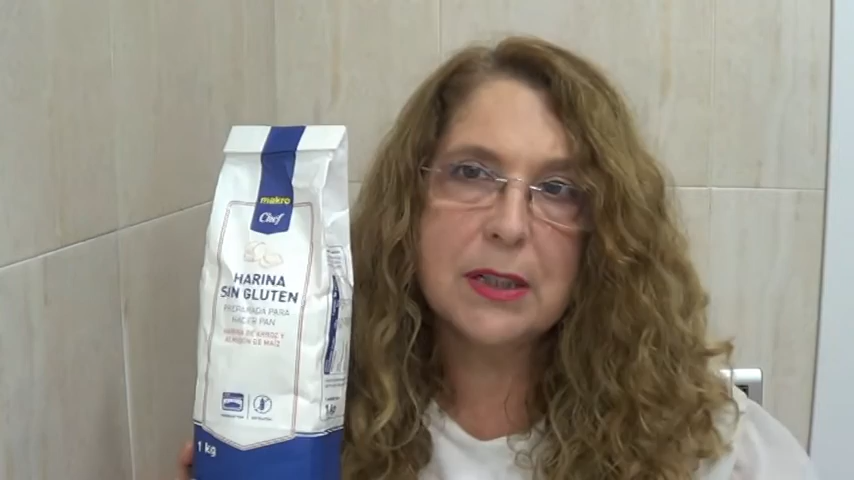 makro
Chef
HARINA
SIN GLUTEN
PREPARADA PARA
HACER PAN
HARINA DE ARROZ Y
ALMIDÓN DE MAÍZ
1 kg